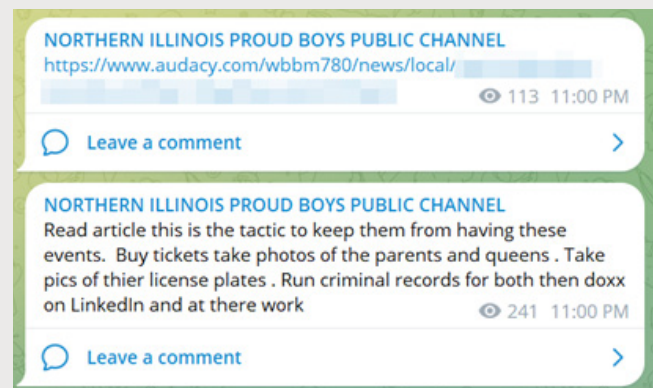 NORTHERN ILLINOIS PROUD BOYS PUBLIC CHANNEL
https://www.audacy.com/wbbm780/news/local/
113 11:00 PM
Leave a comment
NORTHERN ILLINOIS PROUD BOYS PUBLIC CHANNEL
Read article this is the tactic to keep them from having these
events. Buy tickets take photos of the parents and queens . Take
pics of thier license plates . Run criminal records for both then doxx
on LinkedIn and at there work
241 11:00 PM
Leave a comment